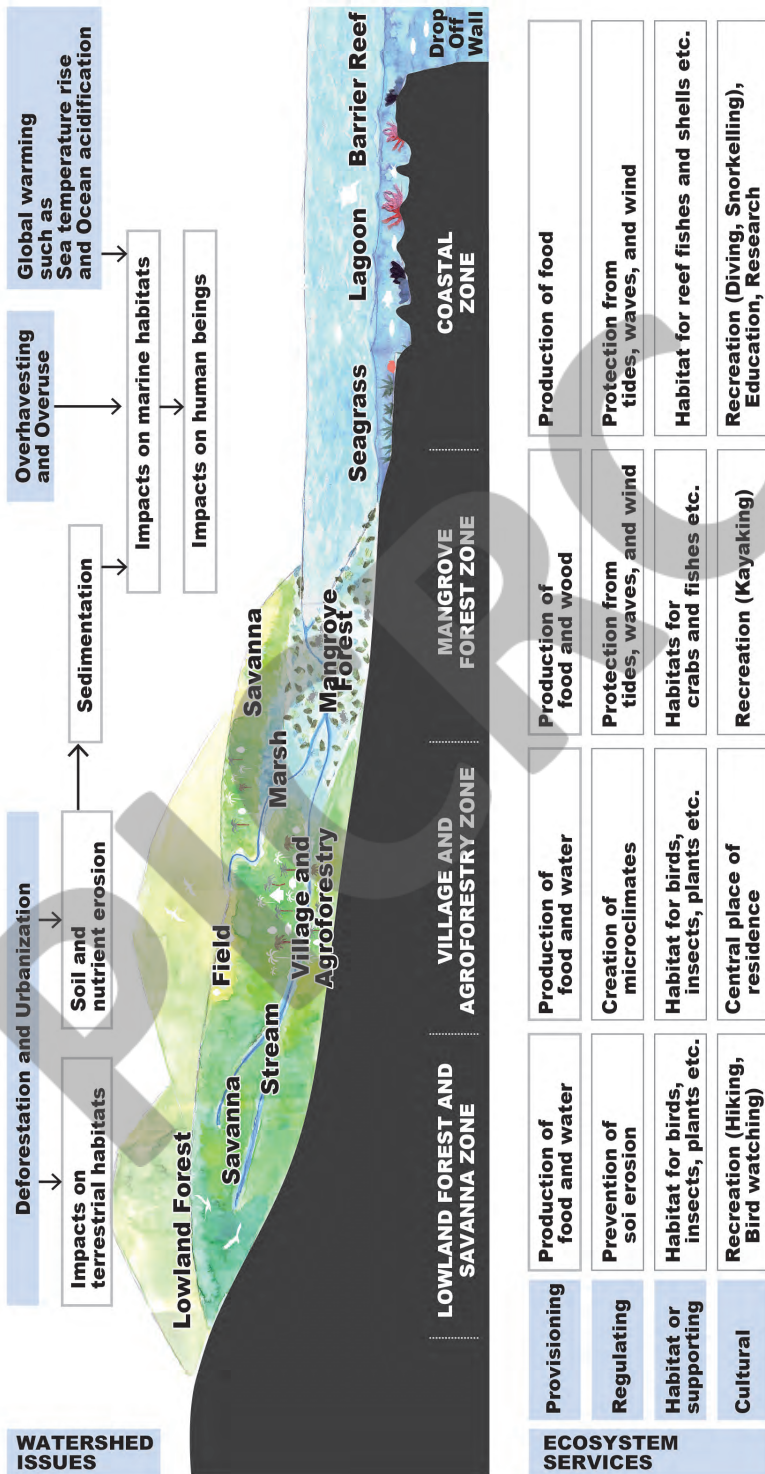 WATERSHED
ISSUES
Deforestation and Urbanization
Impacts on
terrestrial habitats
Soil and
nutrient erosion
Sedimentation
Overharvesting
and Overuse
Global warming
such as
Sea temperature rise
and Ocean acidification
Impacts on marine habitats
Impacts on human beings
Lowland Forest
Savanna
Stream
Field
Village and
Agroforestry
Marsh
Savanna
Mangrove
Forest
Seagrass
Lagoon
Barrier Reef
Drop
Off
Wall
LOWLAND FOREST AND
SAVANNA ZONE
VILLAGE AND
AGROFORESTRY ZONE
MANGROVE
FOREST ZONE
COASTAL
ZONE
ECOSYSTEM
SERVICES
Provisioning
Production of
food and water
Production of
food and water
Production of
food and wood
Production of food
Regulating
Prevention of
soi erosion
Creation of
microclimates
Protection from
tides, waves, and wind
Protection from
tides, waves, and wind
Habitat or
supporting
Habitat for birds,
insects, plants etc.
Habitat for birds,
insects, plants etc.
Habitats for
crabs and fishes etc.
Habitat for reef fishes and shells etc.
Cultural
Recreation (Hiking,
Bird watching)
Central place of
residence
Recreation (Kayaking)
Recreation (Diving, Snorkelling),
Education, Research
PICRC